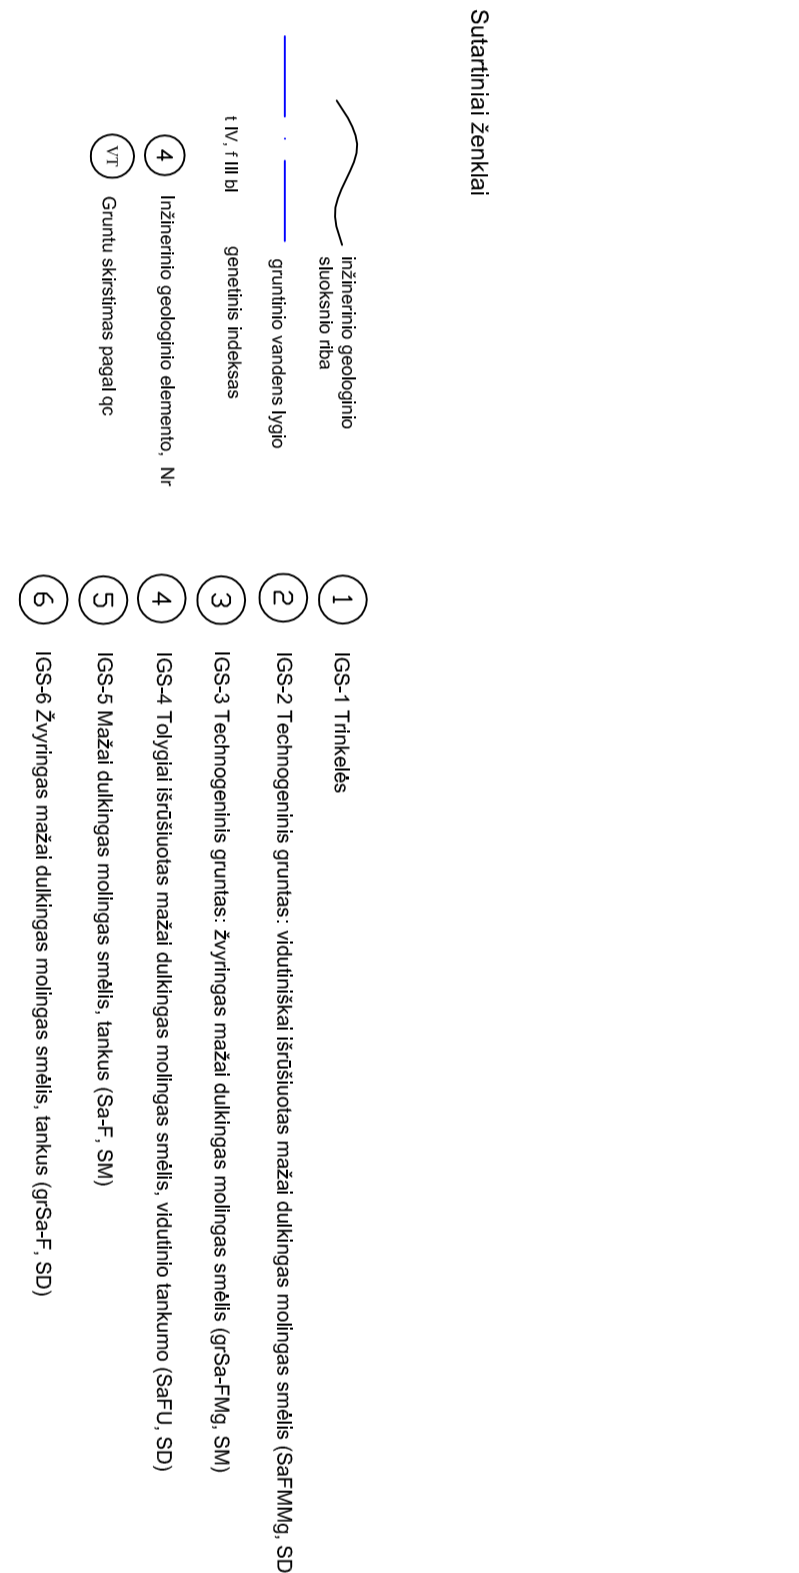 Sutartiniai ženklai
inžinerinio geologinio
sluoksnio riba
gruntinio vandens lygio
t IV, f III bl genetinis indeksas
4 Inžinerinio geologinio elemento, Nr
VT Gruntu skirstimas pagal qc
1 IGS-1 Trinkelės
2 IGS-2 Technogeninis gruntas: vidutiniškai išrūšiuotas mažai dulkingas molingas smėlis (SaFMMg, SD
3 IGS-3 Technogeninis gruntas: žvyringas mažai dulkingas molingas smėlis (grSa-FMg, SM)
4 IGS-4 Tolygiai išrūšiuotas mažai dulkingas molingas smėlis, vidutinio tankumo (SaFU, SD)
5 IGS-5 Mažai dulkingas molingas smėlis, tankus (Sa-F, SM)
6 IGS-6 Žvyringas mažai dulkingas molingas smėlis, tankus (grSa-F, SD)